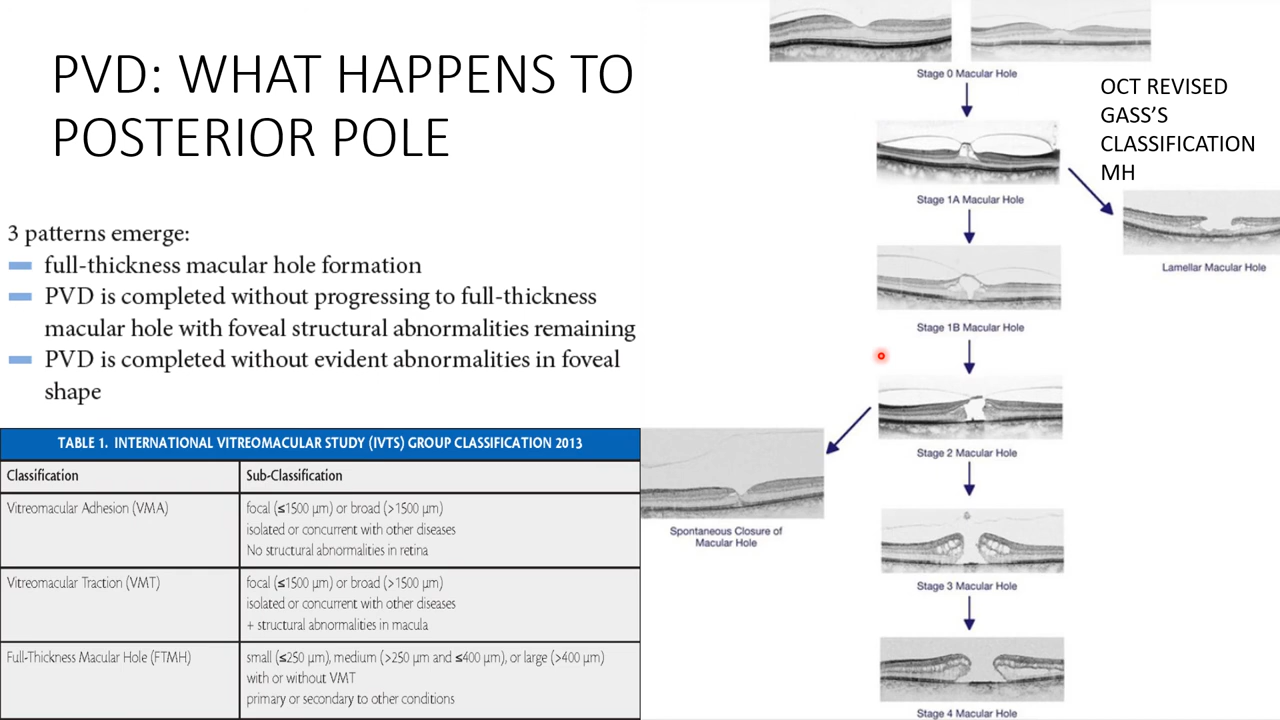 PVD: WHAT HAPPENS TO
POSTERIOR POLE
3 patterns emerge:
full-thickness macular hole formation
PVD is completed without progressing to full-thickness
macular hole with foveal structural abnormalities remaining
PVD is completed without evident abnormalities in foveal
shape
TABLE 1. INTERNATIONAL VITREOMACULAR STUDY (IVTS) GROUP CLASSIFICATION 2013
Classification
Sub-Classification
Vitreomacular Adhesion (VMA)
focal (≤1500 µm) or broad (>1500 µm)
isolated or concurrent with other diseases
No structural abnormalities in retina
Vitreomacular Traction (VMT)
focal (≤1500 µm) or broad (>1500 µm)
isolated or concurrent with other diseases
+ structural abnormalities in macula
Full-Thickness Macular Hole (FTMH)
small (≤250 µm), medium (>250 µm and ≤400 µm), or large (>400 µm)
with or without VMT
primary or secondary to other conditions
Stage 0 Macular Hole
OCT REVISED
GASS'S
CLASSIFICATION
MH
Stage 1A Macular Hole
Lamellar Macular Hole
Stage 1B Macular Hole
Stage 2 Macular Hole
Spontaneous Closure of
Macular Hole
Stage 3 Macular Hole
Stage 4 Macular Hole